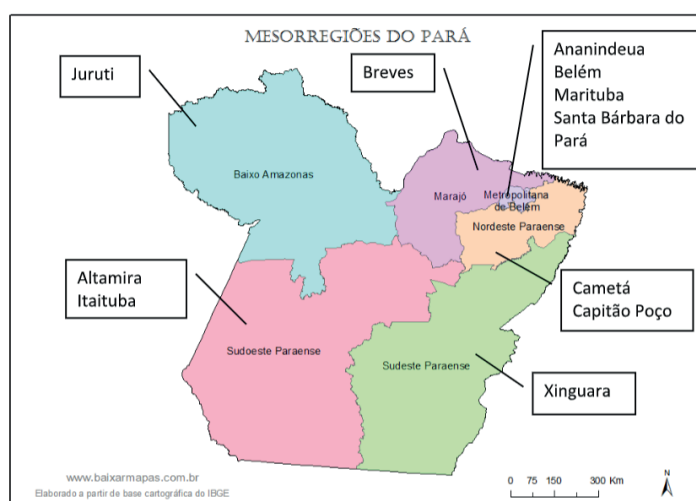 MESORREGIÕES DO PARÁ
Juruti
Breves
Ananindeua
Belém
Marituba
Santa Bárbara do
Pará
Baixo Amazonas
Marajó
Metropolitana
de Belém
Nordeste Paraense
Altamira
Itaituba
Cametá
Capitão Poço
Sudoeste Paraense
Sudeste Paraense
Xinguara
www.baixarmapas.com.br
Elaborado a partir de base cartográfica do IBGE
0 75 150 300 Km
N